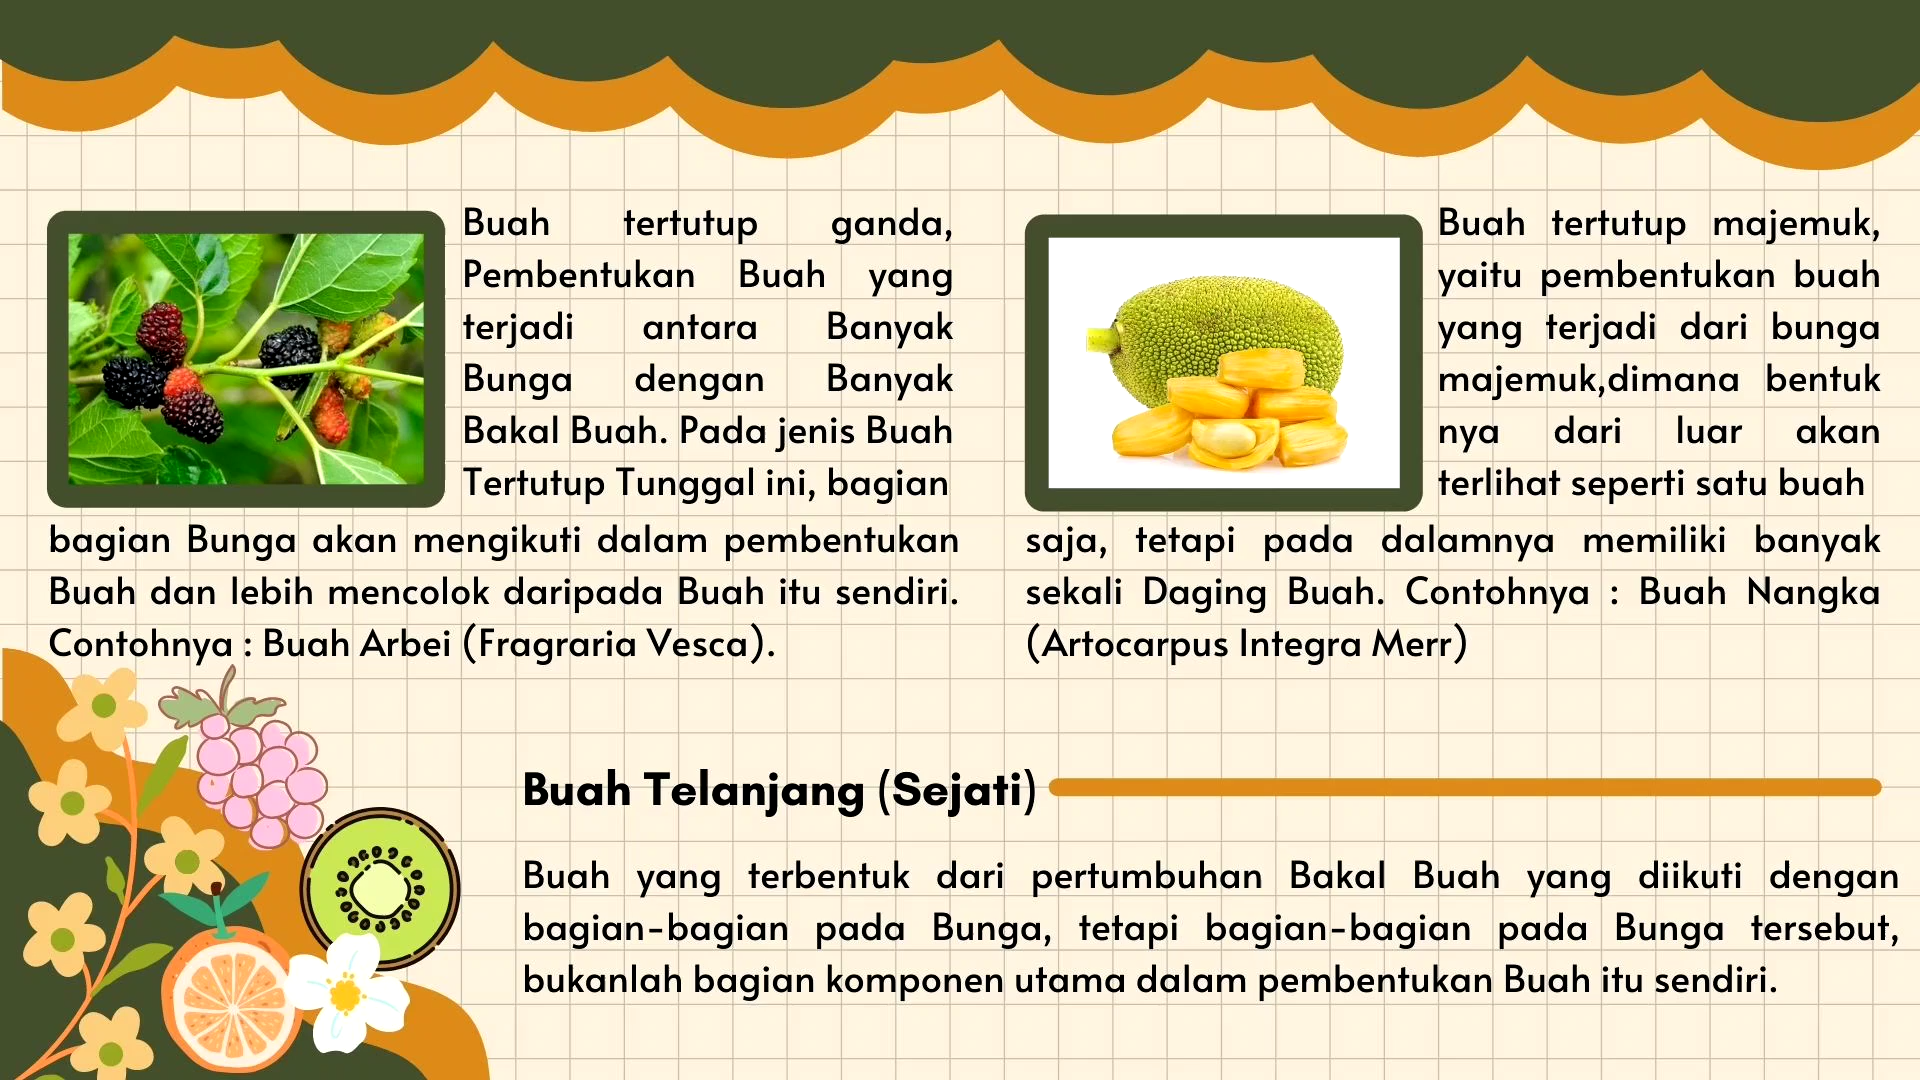 Buah tertutup ganda,
Pembentukan Buah yang
terjadi antara Banyak
Bunga dengan Banyak
Bakal Buah. Pada jenis Buah
Tertutup Tunggal ini, bagian
bagian Bunga akan mengikuti dalam pembentukan
Buah dan lebih mencolok daripada Buah itu sendiri.
Contohnya : Buah Arbei (Fragraria Vesca).
Buah tertutup majemuk,
yaitu pembentukan buah
yang terjadi dari bunga
majemuk,dimana bentuk
nya dari luar akan
terlihat seperti satu buah
saja, tetapi pada dalamnya memiliki banyak
sekali Daging Buah. Contohnya : Buah Nangka
(Artocarpus Integra Merr)
Buah Telanjang (Sejati)
Buah yang terbentuk dari pertumbuhan Bakal Buah yang diikuti dengan
bagian-bagian pada Bunga, tetapi bagian-bagian pada Bunga tersebut,
bukanlah bagian komponen utama dalam pembentukan Buah itu sendiri.